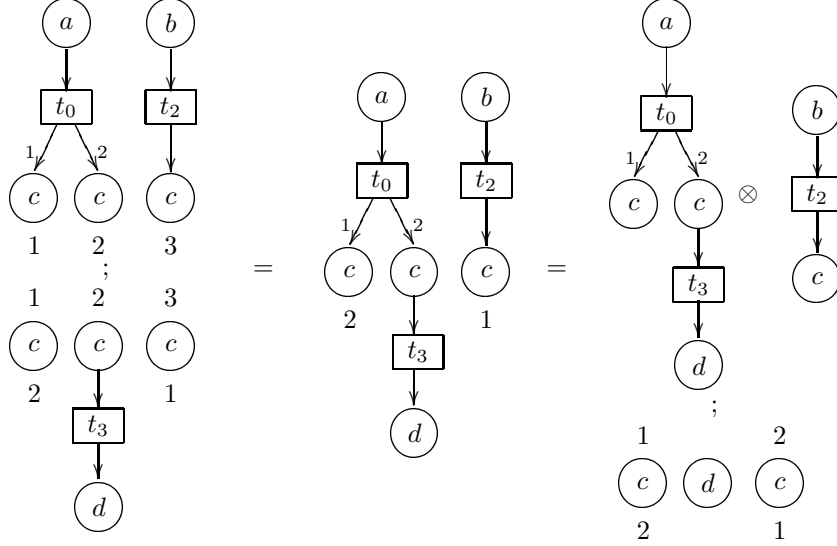 a b
t₀ t₂
1 2
c c c
1 2 3
;
1 2 3
c c c
2 1
t₃
d
=
a b
t₀ t₂
1 2
c c c
2 1
t₃
d
=
a
t₀
1 2
c c
t₃
d
⊗
b
t₂
c
;
1 2
c d c
2 1